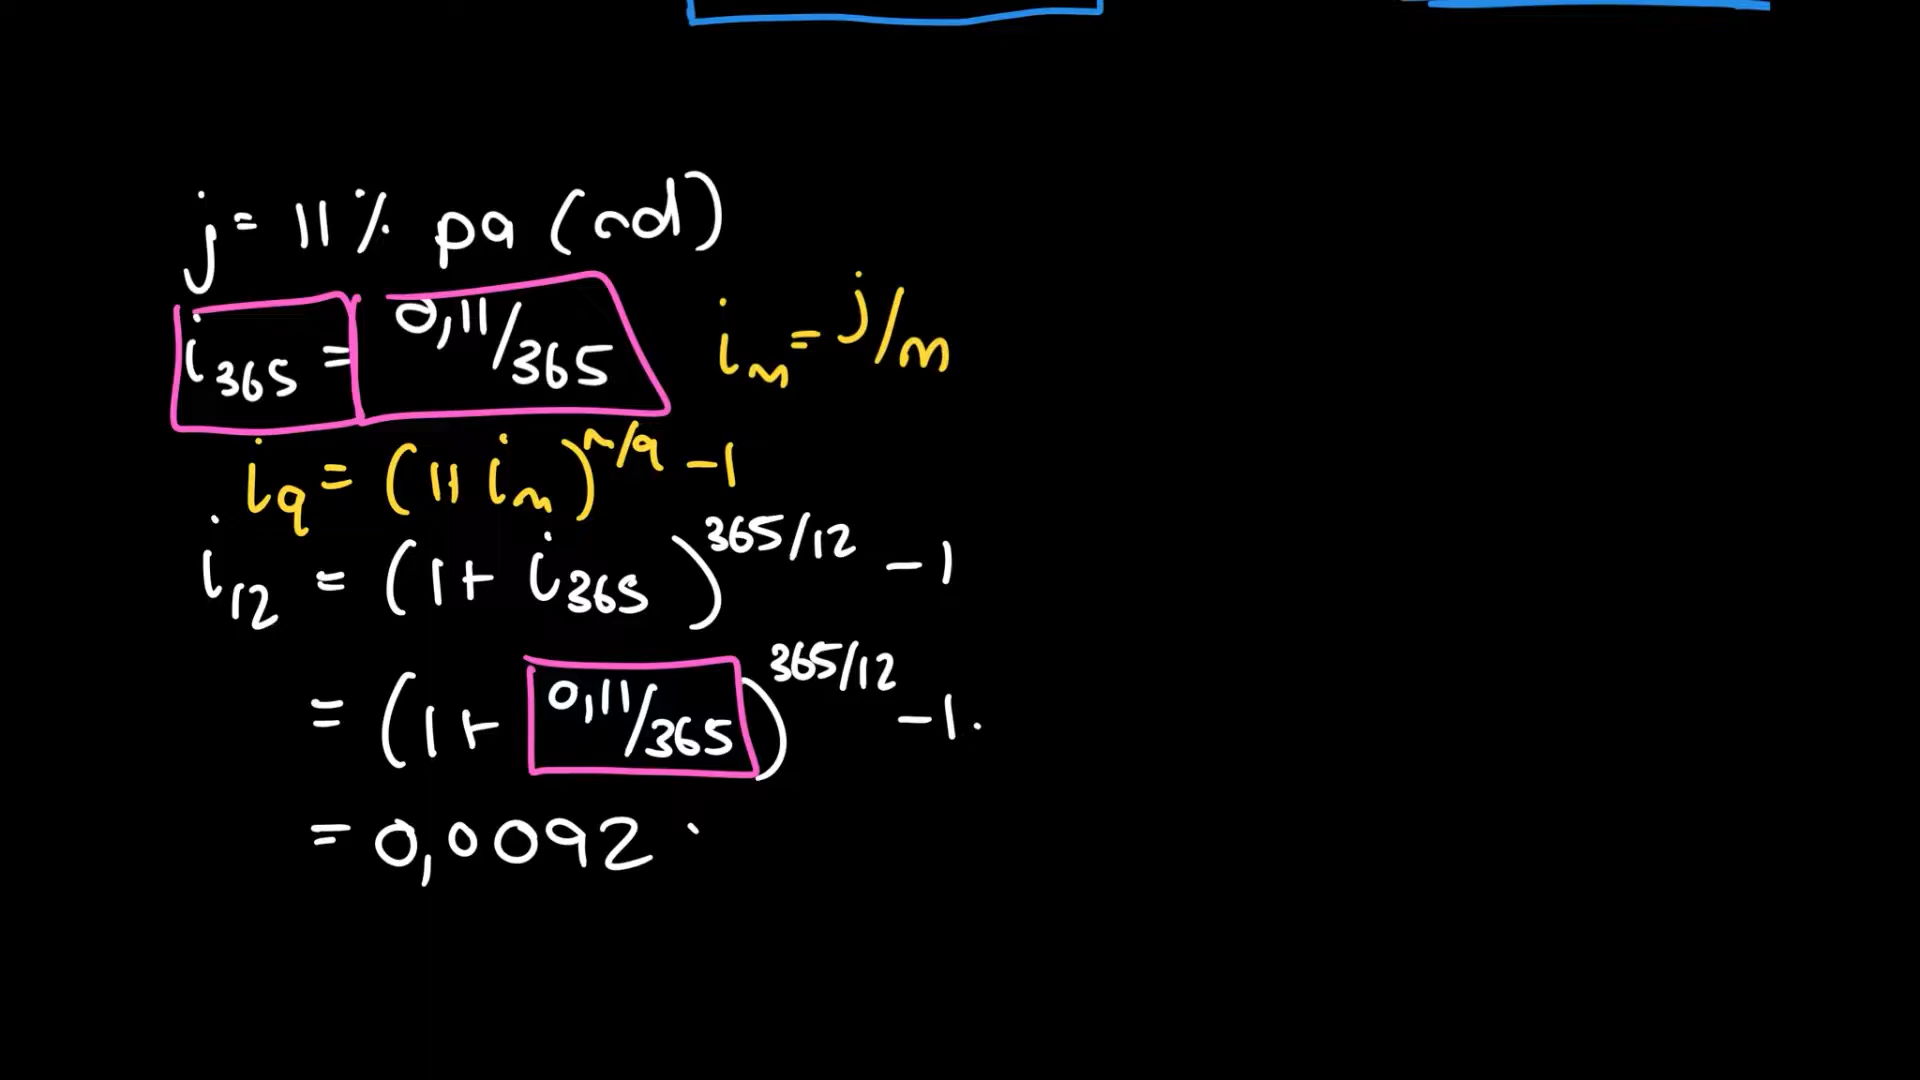 j = 11% pa (ncd)
i365 = 0,11/365 im = j/m
iq = (1+ im)^m/q -1
i12 = (1+ i365)^365/12 -1
= (1+ 0,11/365)^365/12 -1.
= 0,0092